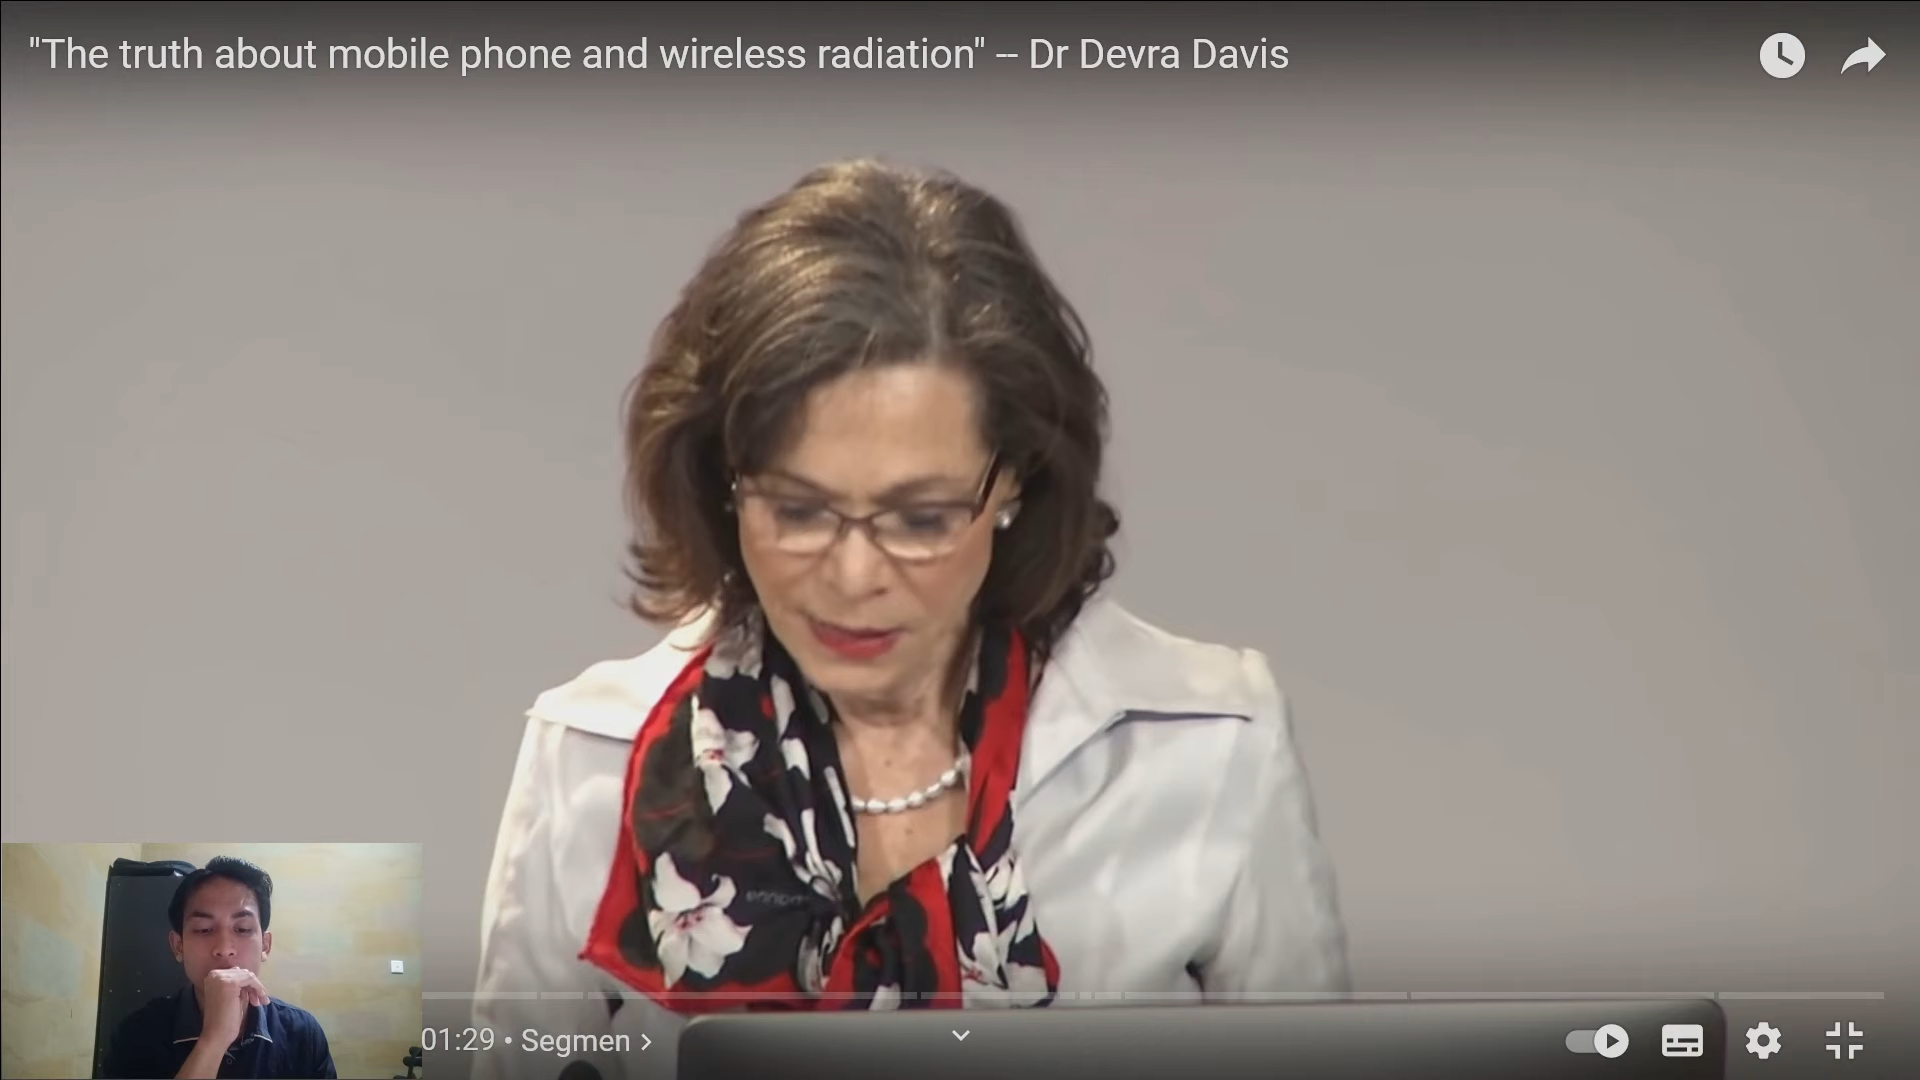 "The truth about mobile phone and wireless radiation" -- Dr Devra Davis
01:29 • Segmen >